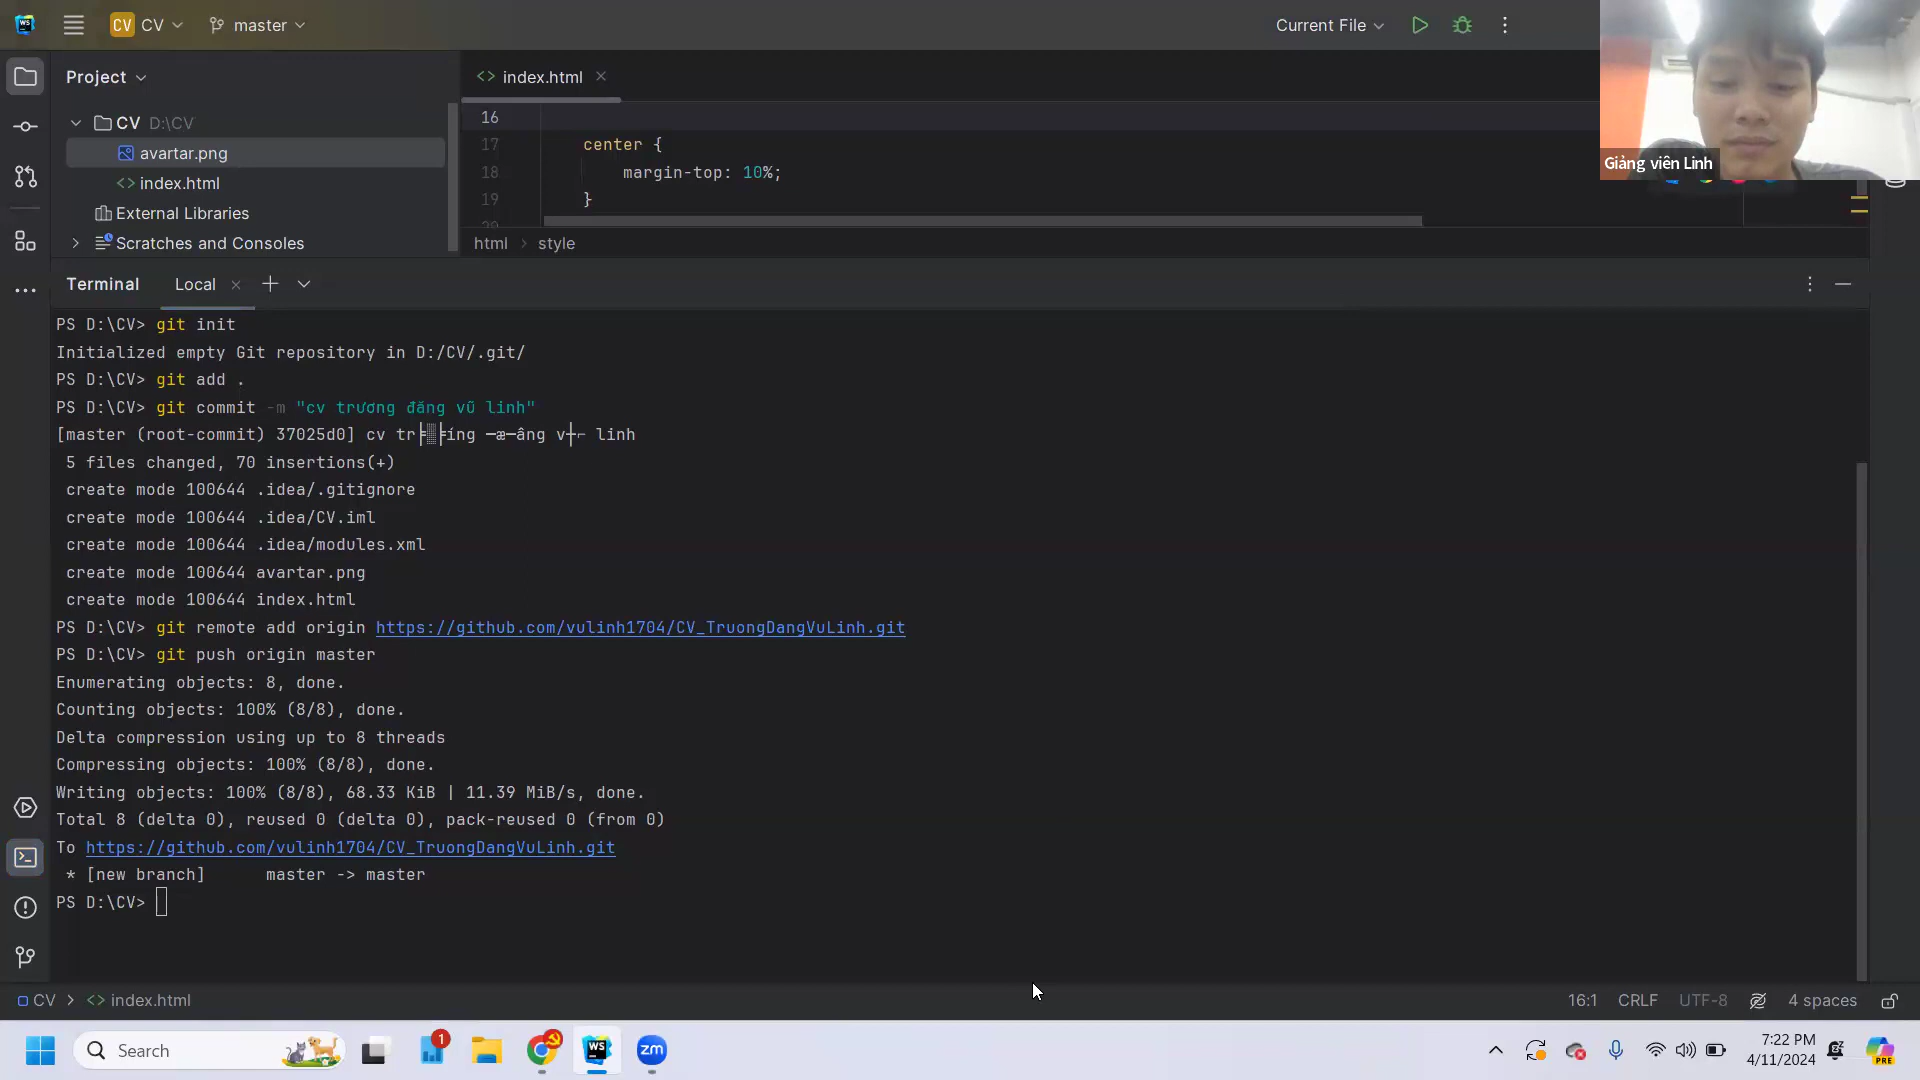 CV CV master Current File
Project index.html
16
CV D:\CV
17 center {
avartar.png
18 margin-top: 10%;
index.html
19 }
External Libraries
Scratches and Consoles
html > style
Giảng viên Linh
Terminal Local
PS D:\CV> git init
Initialized empty Git repository in D:/CV/.git/
PS D:\CV> git add .
PS D:\CV> git commit -m "cv trương đăng vũ linh"
[master (root-commit) 37025d0] cv tr├▒╞íng ─æ─âng v┼⌐ linh
5 files changed, 70 insertions(+)
create mode 100644 .idea/.gitignore
create mode 100644 .idea/CV.iml
create mode 100644 .idea/modules.xml
create mode 100644 avartar.png
create mode 100644 index.html
PS D:\CV> git remote add origin https://github.com/vulinh1704/CV_TruongDangVuLinh.git
PS D:\CV> git push origin master
Enumerating objects: 8, done.
Counting objects: 100% (8/8), done.
Delta compression using up to 8 threads
Compressing objects: 100% (8/8), done.
Writing objects: 100% (8/8), 68.33 KiB | 11.39 MiB/s, done.
Total 8 (delta 0), reused 0 (delta 0), pack-reused 0 (from 0)
To https://github.com/vulinh1704/CV_TruongDangVuLinh.git
* [new branch] master -> master
PS D:\CV>
CV > index.html 16:1 CRLF UTF-8 4 spaces
Search 1 WS zm 7:22 PM
4/11/2024 PRE